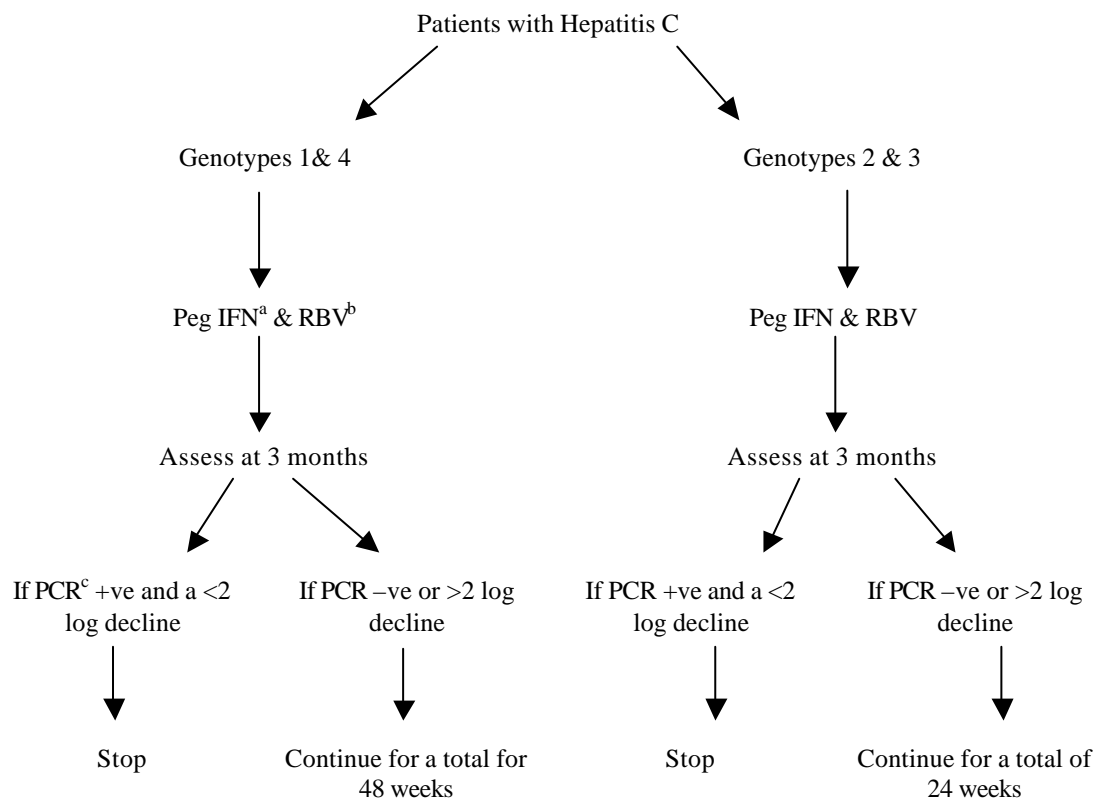 Patients with Hepatitis C
Genotypes 1& 4
Genotypes 2 & 3
Peg IFNᵃ & RBVᵇ
Peg IFN & RBV
Assess at 3 months
Assess at 3 months
If PCRᶜ +ve and a <2
log decline
If PCR –ve or >2 log
decline
If PCR +ve and a <2
log decline
If PCR –ve or >2 log
decline
Stop
Continue for a total for
48 weeks
Stop
Continue for a total of
24 weeks